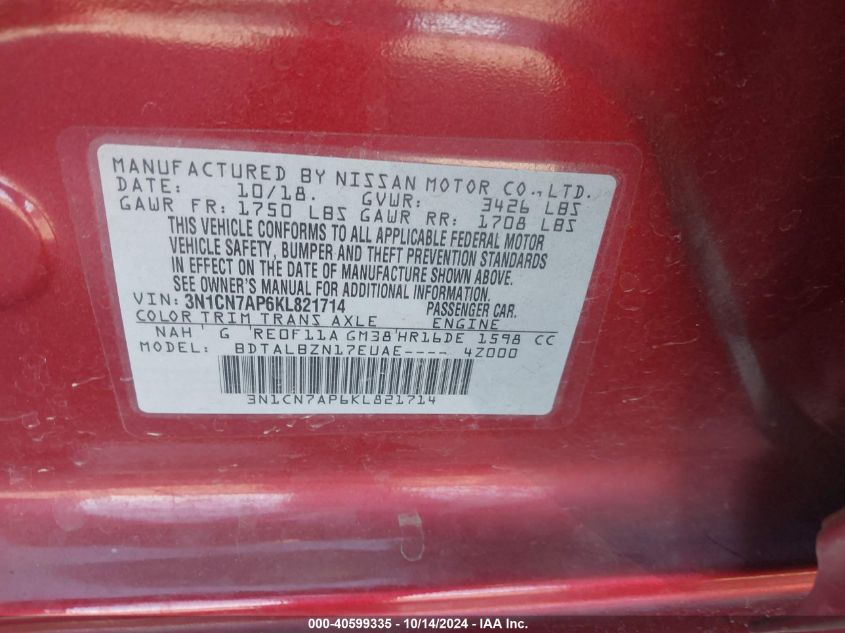 MANUFACTURED BY NISSAN MOTOR CO., LTD.
DATE: 10/18. GVWR: 3426 LBS
GAWR FR: 1750 LBS GAWR RR: 1708 LBS
THIS VEHICLE CONFORMS TO ALL APPLICABLE FEDERAL MOTOR
VEHICLE SAFETY, BUMPER AND THEFT PREVENTION STANDARDS
IN EFFECT ON THE DATE OF MANUFACTURE SHOWN ABOVE.
SEE OWNER'S MANUAL FOR ADDITIONAL INFORMATION.
VIN: 3N1CN7AP6KL821714 PASSENGER CAR.
COLOR TRIM TRANS AXLE ENGINE
NAH ' G 'RE0F11A GM38'HR16DE 1598 CC
MODEL: BDTALBZN17EUAE---- 4Z000
3N1CN7AP6KL821714
000-40599335 - 10/14/2024 - IAA Inc.